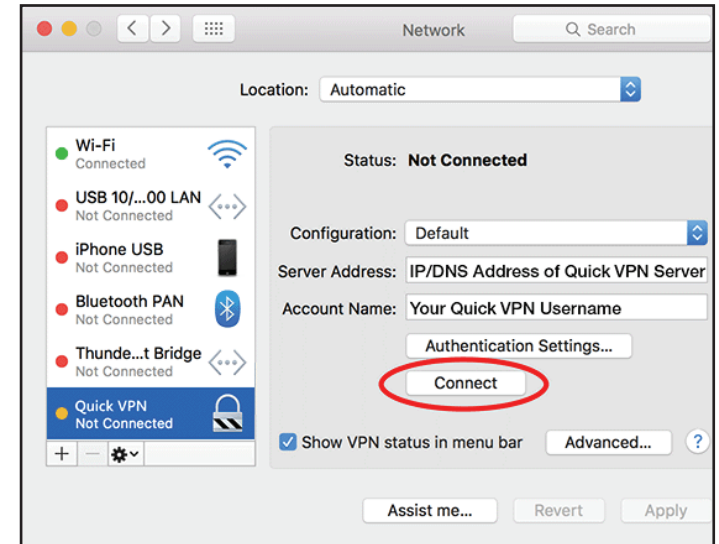 Network
Search
Location: Automatic
Wi-Fi
Connected
USB 10/...00 LAN
Not Connected
iPhone USB
Not Connected
Bluetooth PAN
Not Connected
Thunde...t Bridge
Not Connected
Quick VPN
Not Connected
Status: Not Connected
Configuration: Default
Server Address: IP/DNS Address of Quick VPN Server
Account Name: Your Quick VPN Username
Authentication Settings...
Connect
Show VPN status in menu bar
Advanced...
?
Assist me...
Revert
Apply